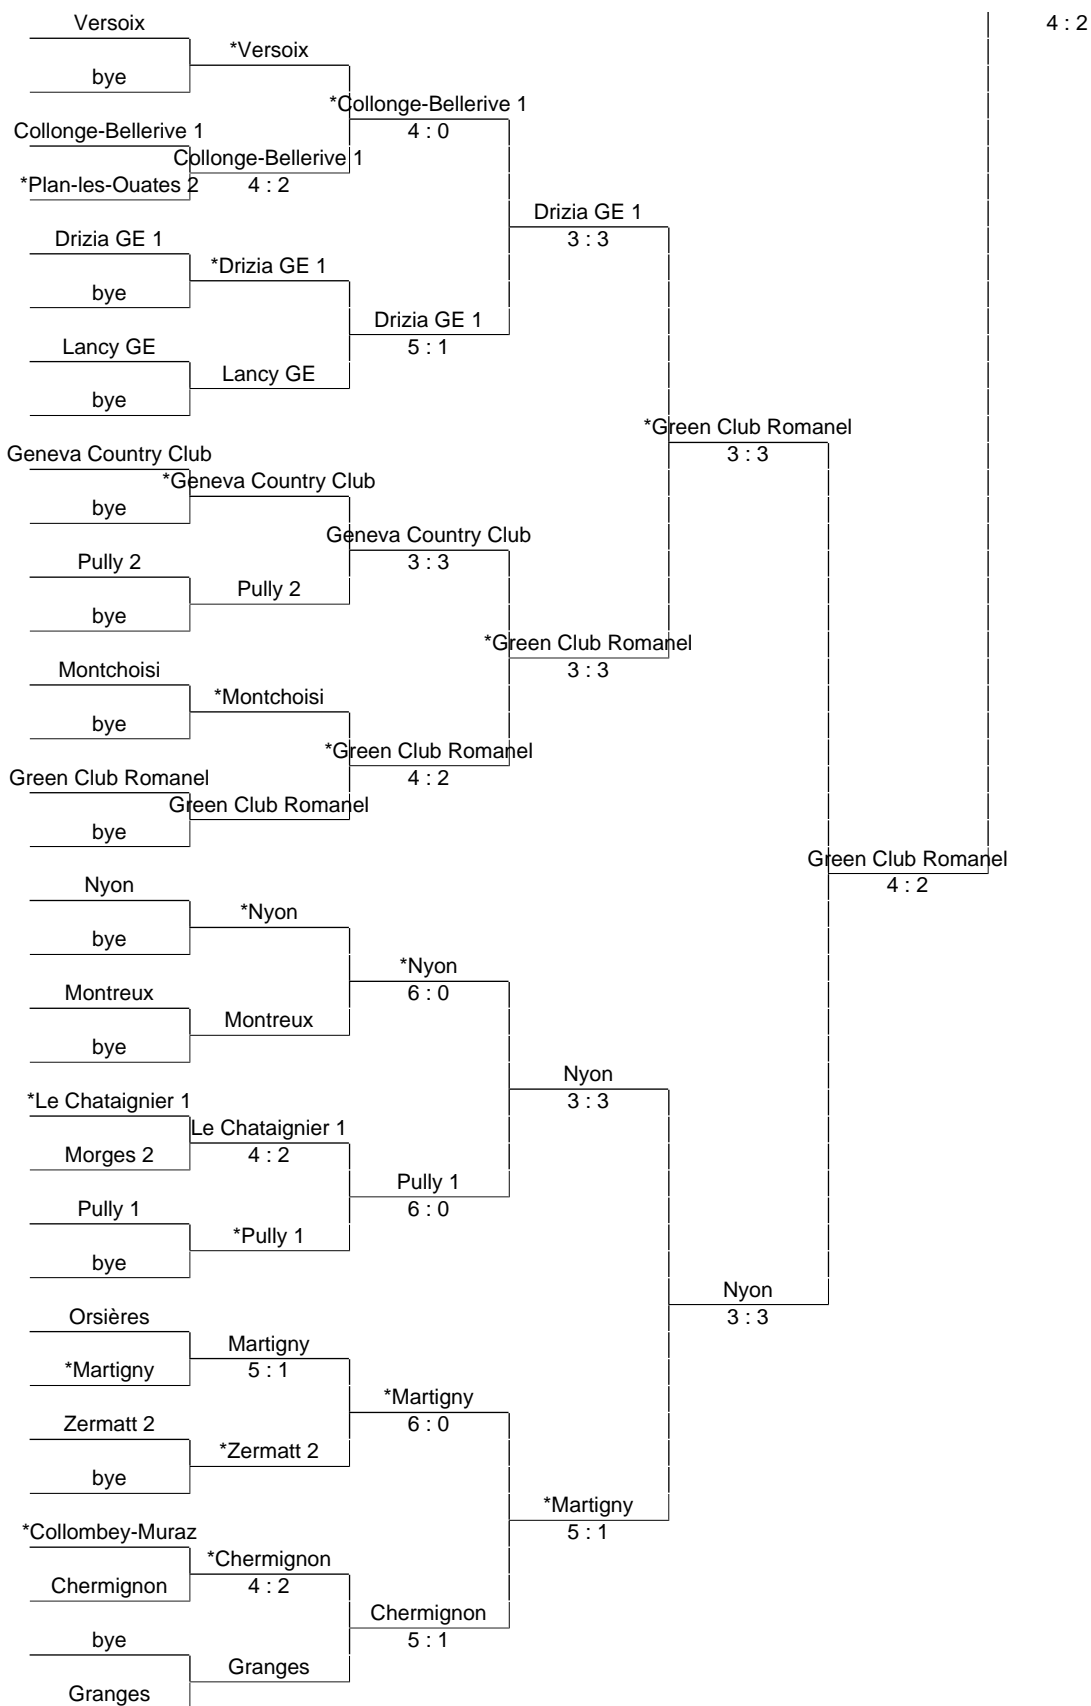 Versoix
4 : 2
*Versoix
bye
*Collonge-Bellerive 1
4 : 0
Collonge-Bellerive 1
Collonge-Bellerive 1
*Plan-les-Ouates 2
4 : 2
Drizia GE 1
3 : 3
Drizia GE 1
*Drizia GE 1
bye
Drizia GE 1
5 : 1
Lancy GE
Lancy GE
bye
*Green Club Romanel
3 : 3
Geneva Country Club
*Geneva Country Club
bye
Geneva Country Club
3 : 3
Pully 2
Pully 2
bye
*Green Club Romanel
3 : 3
Montchoisi
*Montchoisi
bye
*Green Club Romanel
4 : 2
Green Club Romanel
Green Club Romanel
bye
Green Club Romanel
4 : 2
Nyon
*Nyon
bye
*Nyon
6 : 0
Montreux
Montreux
bye
Nyon
3 : 3
*Le Chataignier 1
Le Chataignier 1
4 : 2
Morges 2
Pully 1
6 : 0
Pully 1
*Pully 1
bye
Nyon
3 : 3
Orsières
Martigny
5 : 1
*Martigny
*Martigny
6 : 0
Zermatt 2
*Zermatt 2
bye
*Martigny
5 : 1
*Collombey-Muraz
*Chermignon
4 : 2
Chermignon
Chermignon
5 : 1
bye
Granges
Granges